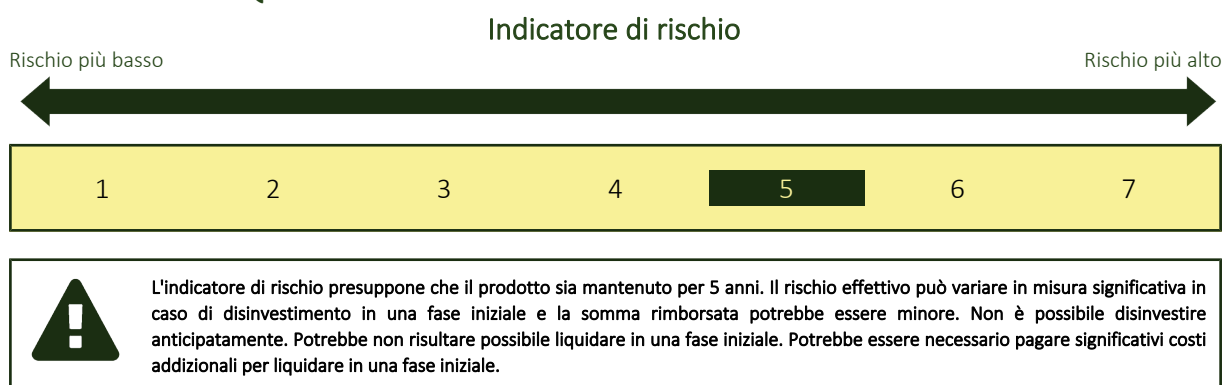 Indicatore di rischio
Rischio più basso
Rischio più alto
1 2 3 4 5 6 7
L'indicatore di rischio presuppone che il prodotto sia mantenuto per 5 anni. Il rischio effettivo può variare in misura significativa in
caso di disinvestimento in una fase iniziale e la somma rimborsata potrebbe essere minore. Non è possibile disinvestire
anticipatamente. Potrebbe non risultare possibile liquidare in una fase iniziale. Potrebbe essere necessario pagare significativi costi
addizionali per liquidare in una fase iniziale.